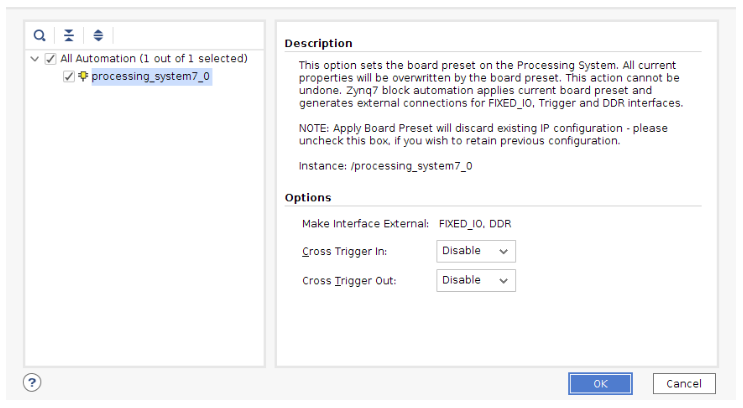 All Automation (1 out of 1 selected)
processing_system7_0
Description
This option sets the board preset on the Processing System. All current
properties will be overwritten by the board preset. This action cannot be
undone. Zynq7 block automation applies current board preset and
generates external connections for FIXED_IO, Trigger and DDR interfaces.
NOTE: Apply Board Preset will discard existing IP configuration - please
uncheck this box, if you wish to retain previous configuration.
Instance: /processing_system7_0
Options
Make Interface External: FIXED_IO, DDR
Cross Trigger In: Disable
Cross Trigger Out: Disable
? OK Cancel